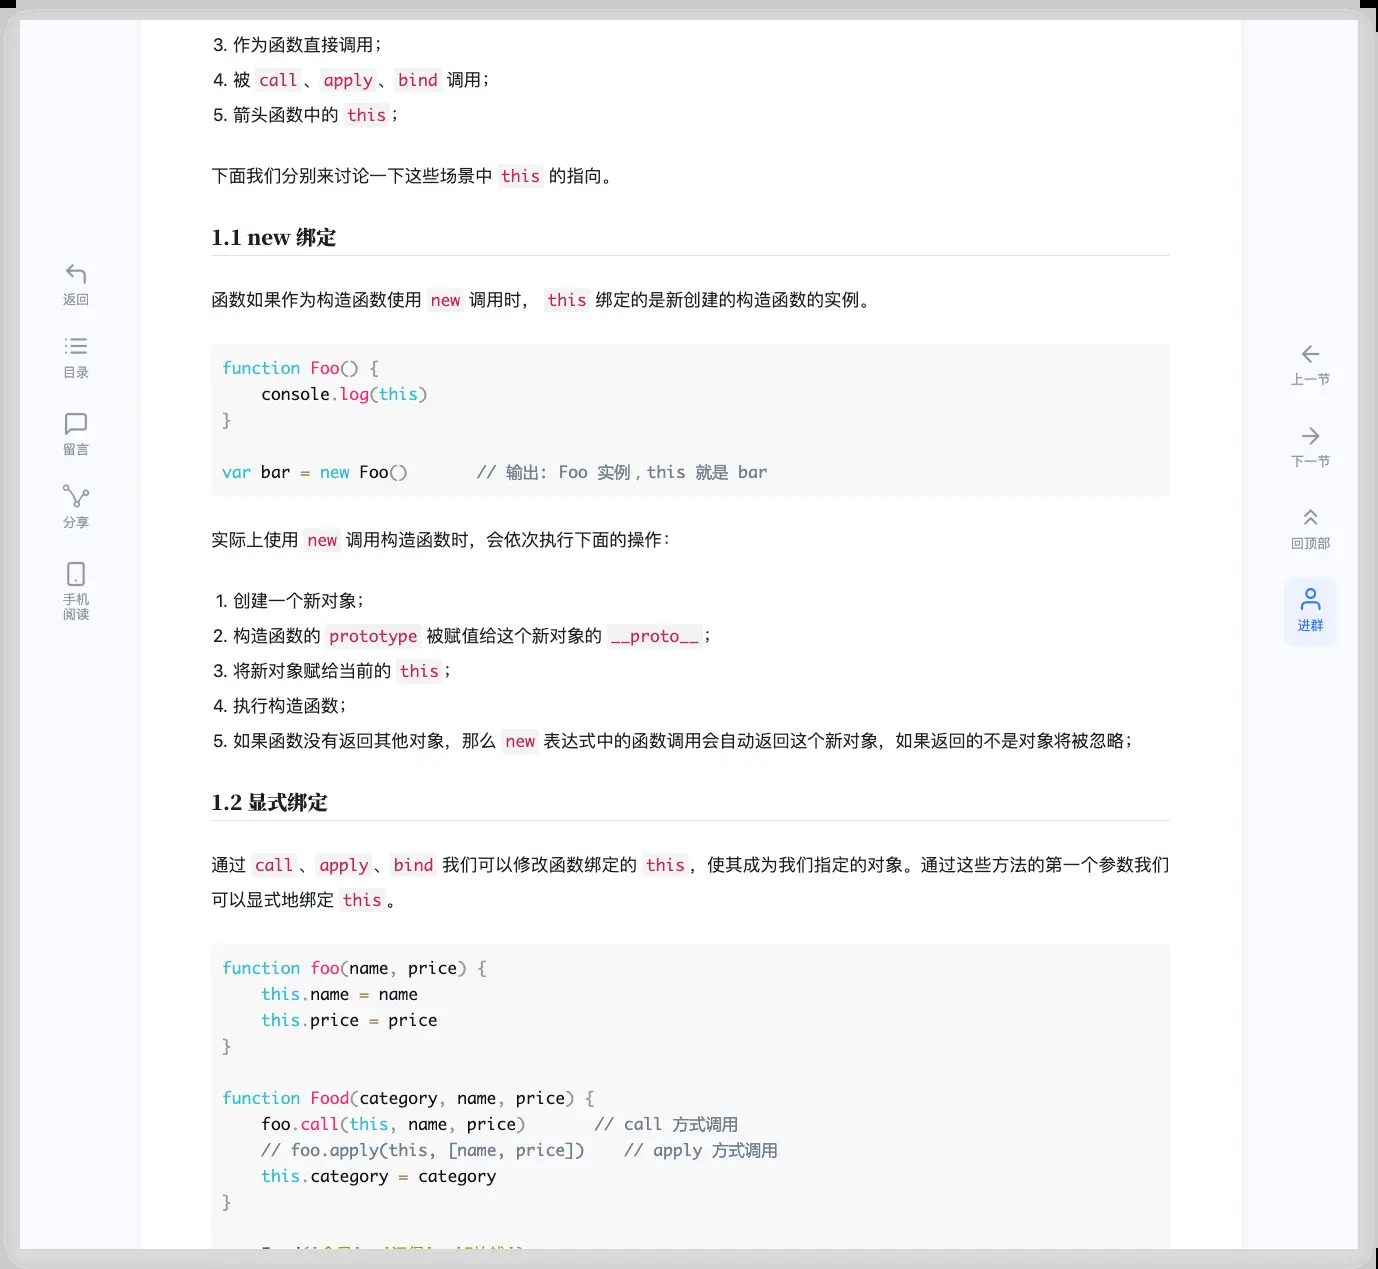 3. 作为函数直接调用；
4. 被 call、apply、bind 调用；
5. 箭头函数中的 this；
下面我们分别来讨论一下这些场景中 this 的指向。
1.1 new 绑定
函数如果作为构造函数使用 new 调用时， this 绑定的是新创建的构造函数的实例。
function Foo() {
    console.log(this)
}
var bar = new Foo()       // 输出: Foo 实例，this 就是 bar
实际上使用 new 调用构造函数时，会依次执行下面的操作：
1. 创建一个新对象；
2. 构造函数的 prototype 被赋值给这个新对象的 __proto__；
3. 将新对象赋给当前的 this；
4. 执行构造函数；
5. 如果函数没有返回其他对象，那么 new 表达式中的函数调用会自动返回这个新对象，如果返回的不是对象将被忽略；
1.2 显式绑定
通过 call、apply、bind 我们可以修改函数绑定的 this，使其成为我们指定的对象。通过这些方法的第一个参数我们
可以显式地绑定 this。
function foo(name, price) {
    this.name = name
    this.price = price
}
function Food(category, name, price) {
    foo.call(this, name, price)       // call 方式调用
    // foo.apply(this, [name, price])    // apply 方式调用
    this.category = category
}
返回
目录
留言
分享
手机
阅读
上一节
下一节
回顶部
进群